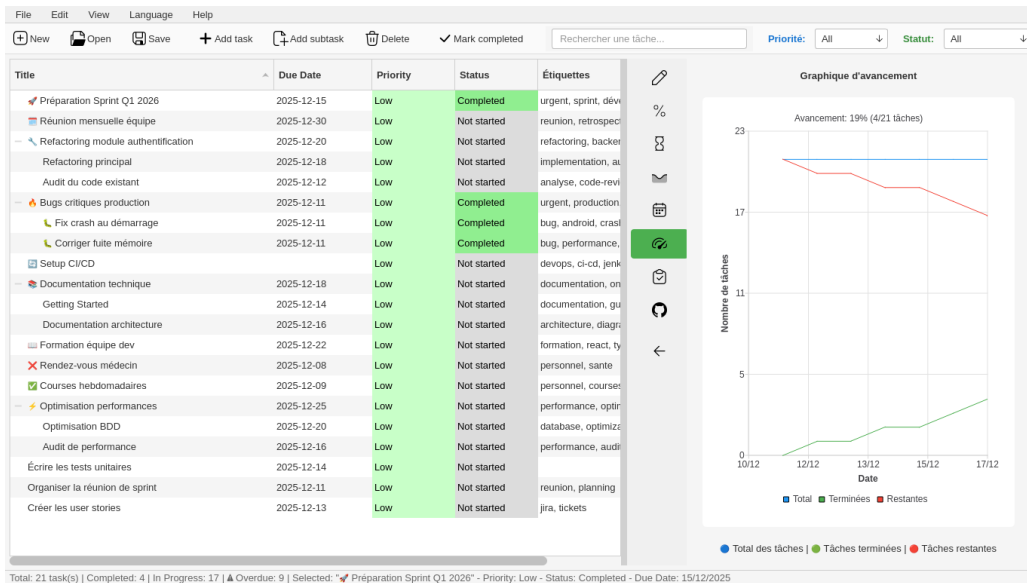 File Edit View Language Help
New Open Save Add task Add subtask Delete Mark completed Rechercher une tâche... Priorité: All Statut: All
Title Due Date Priority Status Étiquettes
🚀 Préparation Sprint Q1 2026 2025-12-15 Low Completed urgent, sprint, déve
🗓️ Réunion mensuelle équipe 2025-12-30 Low Not started reunion, retrospect
🔧 Refactoring module authentification 2025-12-20 Low Not started refactoring, backen
Refactoring principal 2025-12-18 Low Not started implementation, au
Audit du code existant 2025-12-12 Low Not started analyse, code-revi
🔥 Bugs critiques production 2025-12-11 Low Completed urgent, production
🐛 Fix crash au démarrage 2025-12-11 Low Completed bug, android, crash
🐛 Corriger fuite mémoire 2025-12-11 Low Completed bug, performance,
🔄 Setup CI/CD Low Not started devops, ci-cd, jenk
📚 Documentation technique 2025-12-18 Low Not started documentation, on
Getting Started 2025-12-14 Low Not started documentation, gu
Documentation architecture 2025-12-16 Low Not started architecture, diagra
📖 Formation équipe dev 2025-12-22 Low Not started formation, react, ty
❌ Rendez-vous médecin 2025-12-08 Low Not started personnel, sante
✅ Courses hebdomadaires 2025-12-09 Low Not started personnel, courses
⚡ Optimisation performances 2025-12-25 Low Not started performance, optim
Optimisation BDD 2025-12-20 Low Not started database, optimiza
Audit de performance 2025-12-16 Low Not started performance, audi
Écrire les tests unitaires 2025-12-14 Low Not started
Organiser la réunion de sprint 2025-12-11 Low Not started reunion, planning
Créer les user stories 2025-12-13 Low Not started jira, tickets
%
Graphique d'avancement
Avancement: 19% (4/21 tâches)
Nombre de tâches
23
17
11
5
0
10/12 12/12 13/12 15/12 17/12
Date
Total Terminées Restantes
🔵 Total des tâches | 🟢 Tâches terminées | 🔴 Tâches restantes
Total: 21 task(s) | Completed: 4 | In Progress: 17 | ⚠ Overdue: 9 | Selected: "🚀 Préparation Sprint Q1 2026" - Priority: Low - Status: Completed - Due Date: 15/12/2025